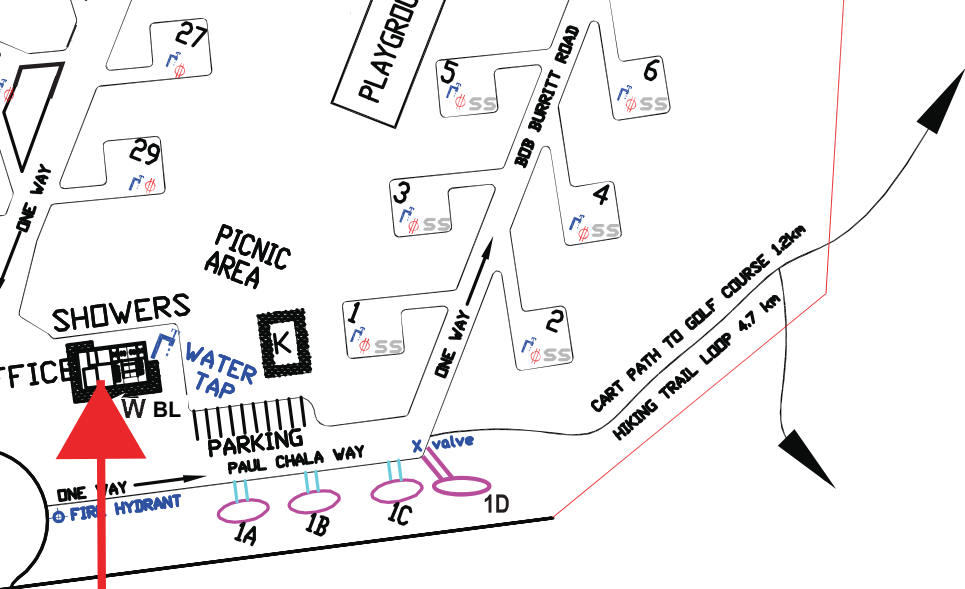 27
PLAYGROU
5
SS
BOB BURRITT ROAD
6
SS
29
ONE WAY
3
SS
4
SS
PICNIC
AREA
SHOWERS
1
SS
2
SS
ONE WAY
CART PATH TO GOLF COURSE 1.2km
HIKING TRAIL LOOP 4.7 km
FFICE
K
WATER
TAP
W BL
PARKING
PAUL CHALA WAY
X valve
ONE WAY
FIRE HYDRANT
1A
1B
1C
1D